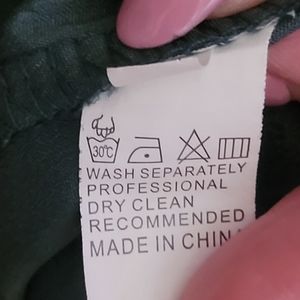 30°C
WASH SEPARATELY
PROFESSIONAL
DRY CLEAN
RECOMMENDED
MADE IN CHINA